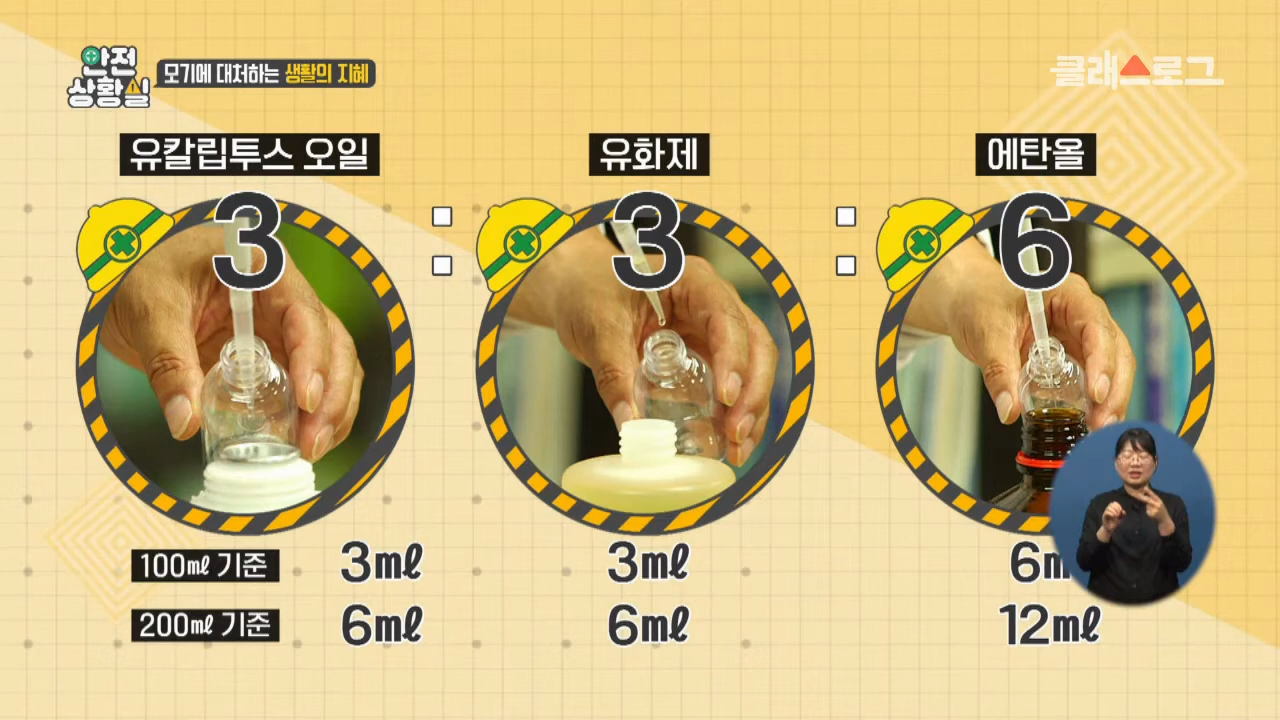 안전
상황실
모기에 대처하는 생활의 지혜
클래스로그
유칼립투스 오일
유화제
에탄올
3 : 3 : 6
100㎖ 기준 3㎖ 3㎖ 6m
200㎖ 기준 6㎖ 6㎖ 12㎖